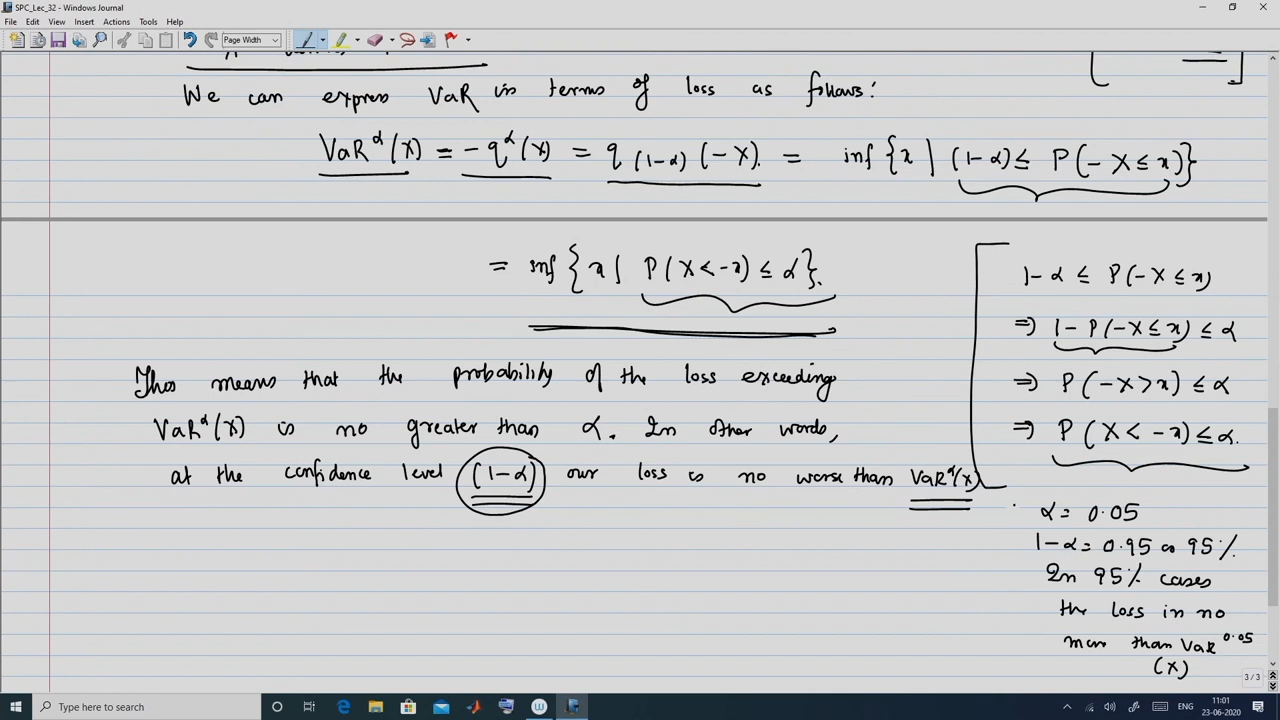 SPC_Lec_32 - Windows Journal
File Edit View Insert Actions Tools Help
Page Width
We can express VaR in terms of loss as follows:
VaR^α(X) = - q^α(X) = q_(1-α)(-X). = inf {x | (1-α) ≤ P(-X ≤ x)}
= inf {x | P(X < -x) ≤ α}.
This means that the probability of the loss exceeding
VaR^α(X) is no greater than α. In other words,
at the confidence level (1-α) our loss is no worse than VaR^α(X)
1-α ≤ P(-X ≤ x)
⇒ 1 - P(-X ≤ x) ≤ α
⇒ P(-X > x) ≤ α
⇒ P(X < -x) ≤ α.
α = 0.05
1-α = 0.95 or 95%
In 95% cases
the loss is no
more than VaR^0.05
(X)
3 / 3
Type here to search
ENG
11:01
23-06-2020